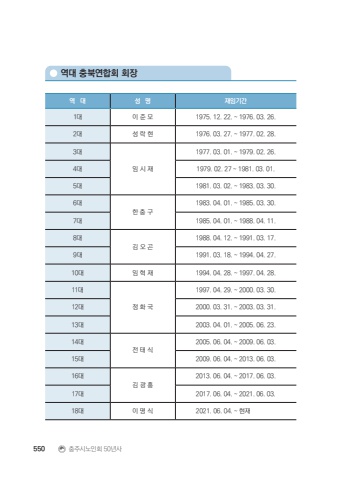 역대 충북연합회 회장
역 대 성 명 재임기간
1대 이 준 모 1975. 12. 22. ~ 1976. 03. 26.
2대 성 락 현 1976. 03. 27. ~ 1977. 02. 28.
3대 1977. 03. 01. ~ 1979. 02. 26.
4대 임 시 재 1979. 02. 27 ~ 1981. 03. 01.
5대 1981. 03. 02. ~ 1983. 03. 30.
6대 1983. 04. 01. ~ 1985. 03. 30.
한 흥 구
7대 1985. 04. 01. ~ 1988. 04. 11.
8대 1988. 04. 12. ~ 1991. 03. 17.
김 오 곤
9대 1991. 03. 18. ~ 1994. 04. 27.
10대 임 혁 재 1994. 04. 28. ~ 1997. 04. 28.
11대 1997. 04. 29. ~ 2000. 03. 30.
12대 정 화 국 2000. 03. 31. ~ 2003. 03. 31.
13대 2003. 04. 01. ~ 2005. 06. 23.
14대 2005. 06. 04. ~ 2009. 06. 03.
전 태 식
15대 2009. 06. 04. ~ 2013. 06. 03.
16대 2013. 06. 04. ~ 2017. 06. 03.
김 광 홍
17대 2017. 06. 04. ~ 2021. 06. 03.
18대 이 명 식 2021. 06. 04. ~ 현재
550 충주시노인회 50년사